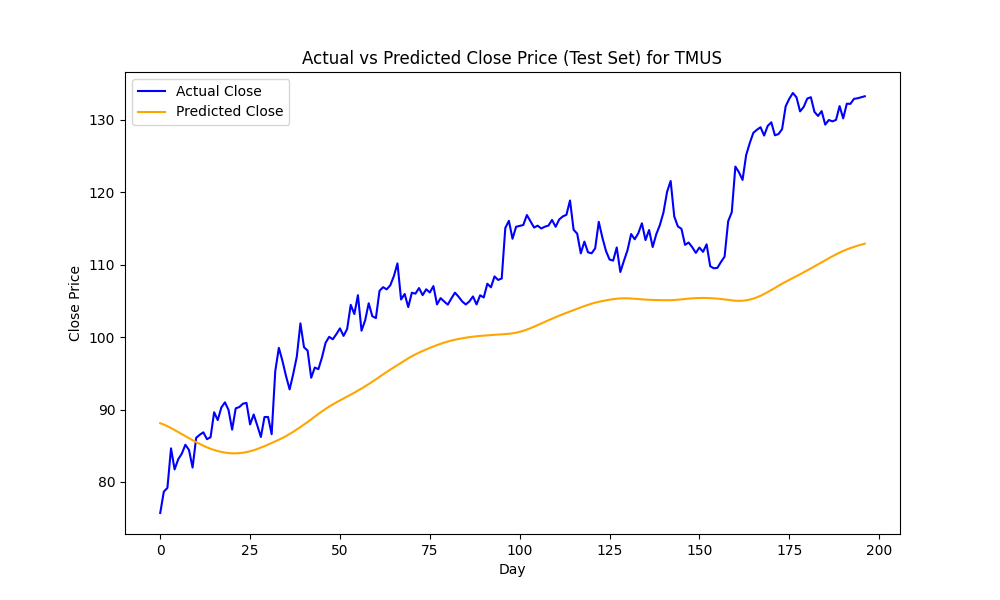 Actual vs Predicted Close Price (Test Set) for TMUS
Actual Close
Predicted Close
Close Price
130
120
110
100
90
80
0 25 50 75 100 125 150 175 200
Day